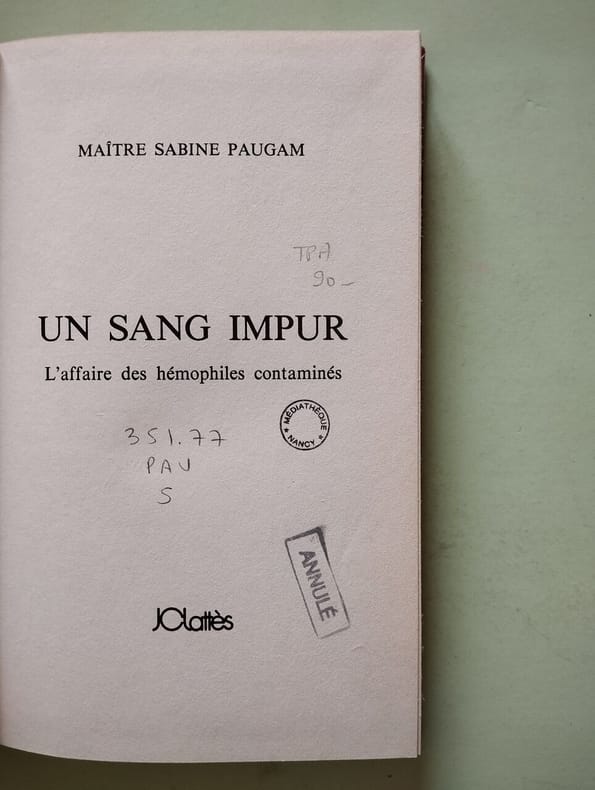 MAÎTRE SABINE PAUGAM
TPA
90-
UN SANG IMPUR
L'affaire des hémophiles contaminés
MÉDIATHÈQUE
NANCY
351.77
PAU
S
ANNULÉ
JCLattès